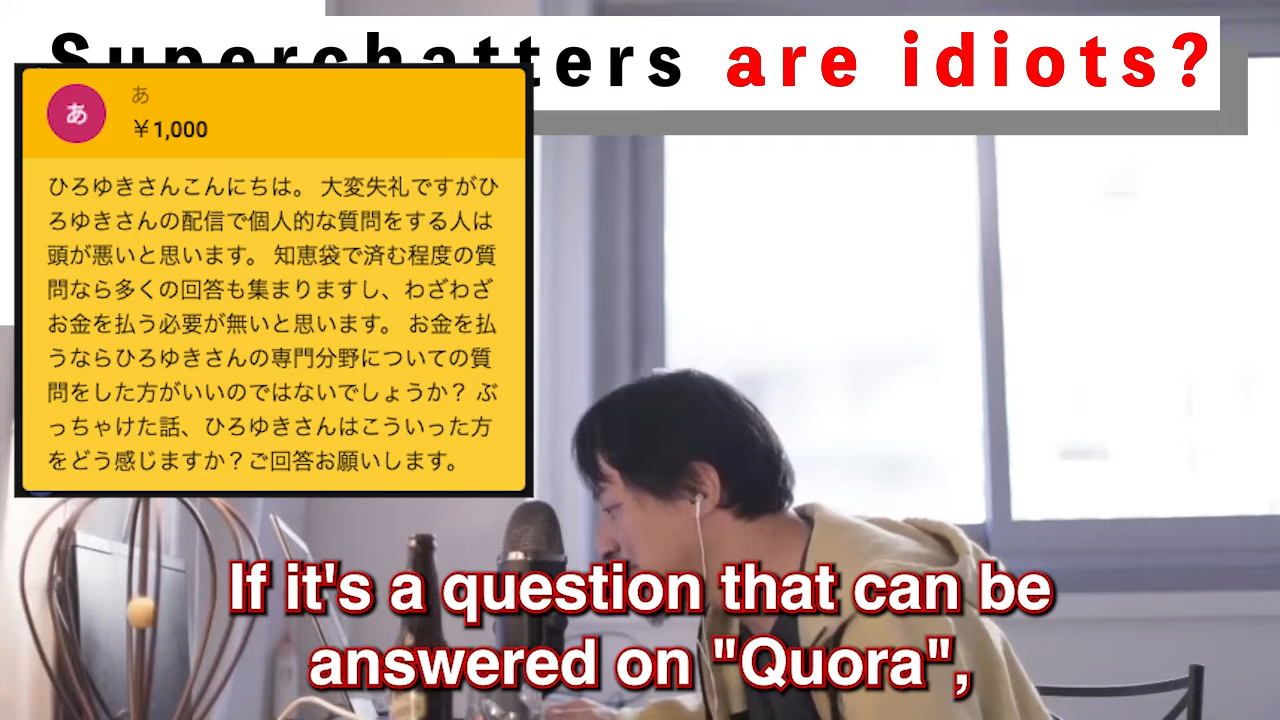 Superchatters are idiots?
あ
あ
￥1,000
ひろゆきさんこんにちは。 大変失礼ですがひ
ろゆきさんの配信で個人的な質問をする人は
頭が悪いと思います。 知恵袋で済む程度の質
問なら多くの回答も集まりますし、わざわざ
お金を払う必要が無いと思います。 お金を払
うならひろゆきさんの専門分野についての質
問をした方がいいのではないでしょうか？ ぶ
っちゃけた話、ひろゆきさんはこういった方
をどう感じますか？ご回答お願いします。
If it's a question that can be
answered on "Quora",